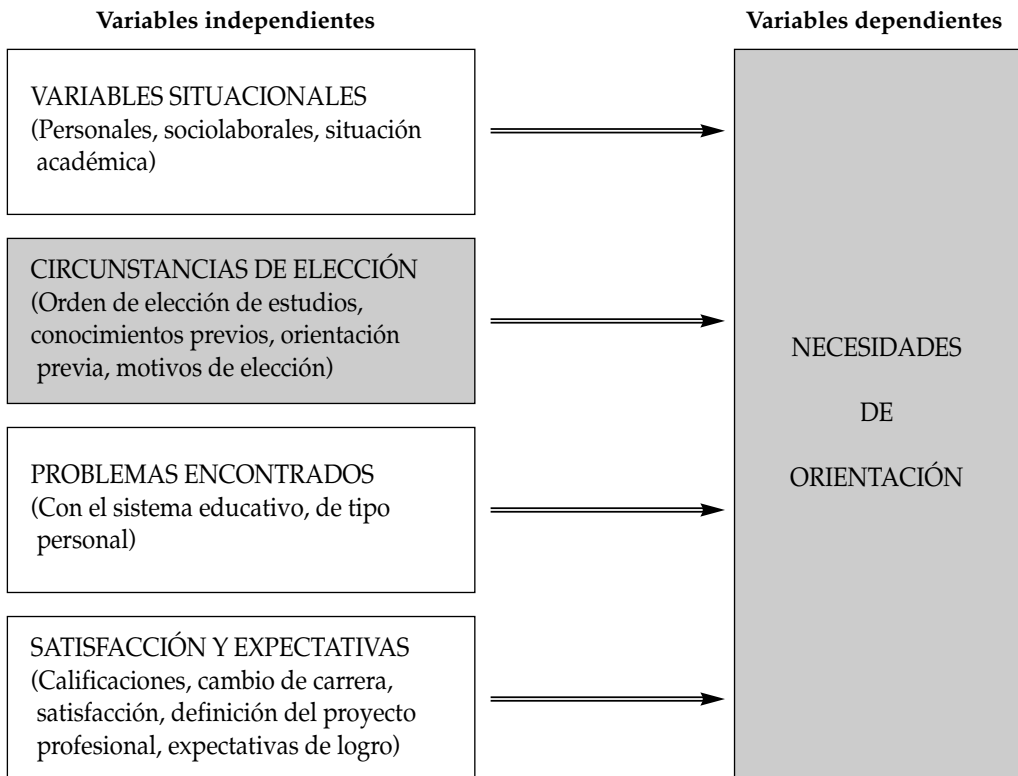 Variables independientes
Variables dependientes
VARIABLES SITUACIONALES
(Personales, sociolaborales, situación
académica)
CIRCUNSTANCIAS DE ELECCIÓN
(Orden de elección de estudios,
conocimientos previos, orientación
previa, motivos de elección)
PROBLEMAS ENCONTRADOS
(Con el sistema educativo, de tipo
personal)
SATISFACCIÓN Y EXPECTATIVAS
(Calificaciones, cambio de carrera,
satisfacción, definición del proyecto
profesional, expectativas de logro)
NECESIDADES
DE
ORIENTACIÓN